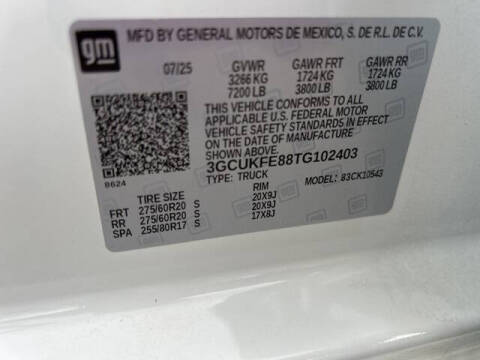 gm
MFD BY GENERAL MOTORS DE MEXICO, S. DE R.L. DE C.V.
07/25 GVWR GAWR FRT GAWR RR
3266 KG 1724 KG 1724 KG
7200 LB 3800 LB 3800 LB
THIS VEHICLE CONFORMS TO ALL
APPLICABLE U.S. FEDERAL MOTOR
VEHICLE SAFETY STANDARDS IN EFFECT
ON THE DATE OF MANUFACTURE
SHOWN ABOVE.
3GCUKFE88TG102403
8624 TYPE: TRUCK MODEL: 83CK10543
TIRE SIZE RIM
FRT 275/60R20 S 20X9J
RR 275/60R20 S 20X9J
SPA 255/80R17 S 17X8J